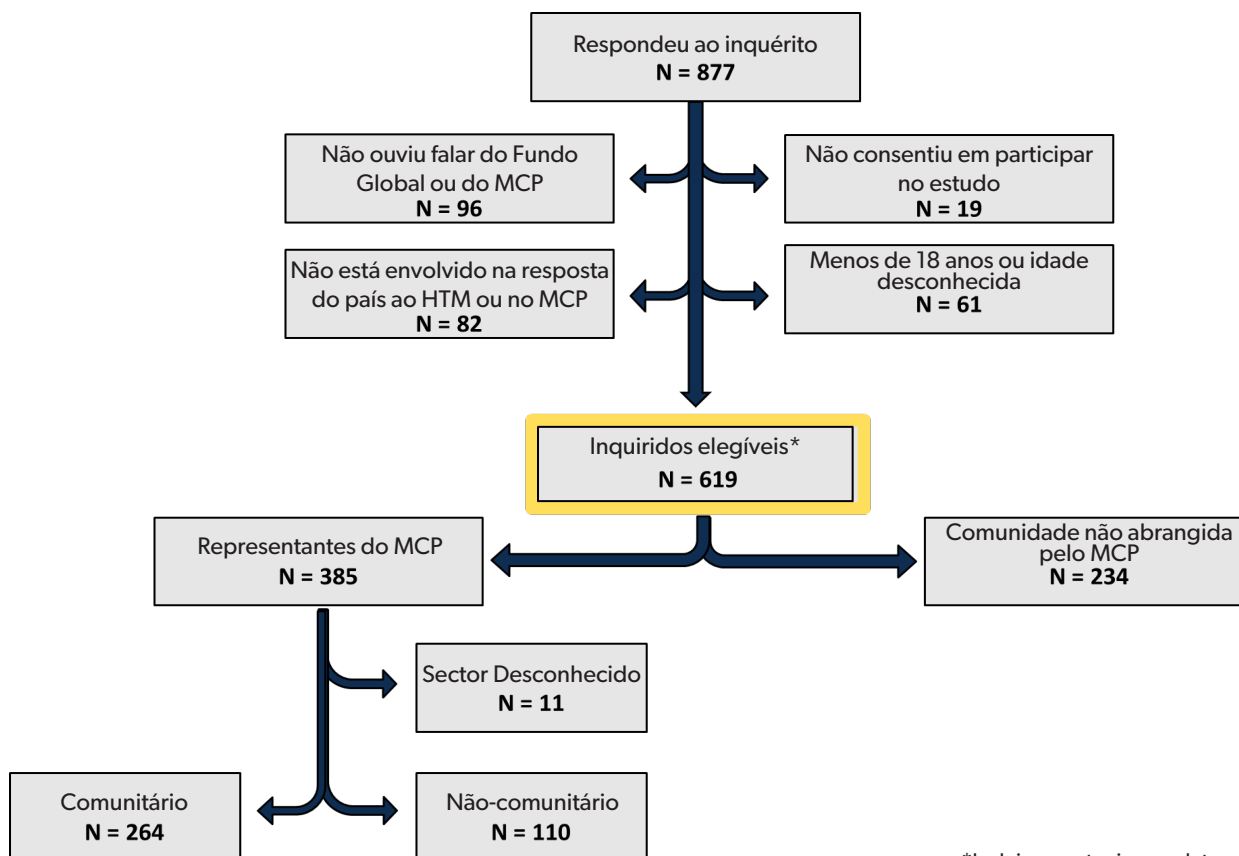 Respondeu ao inquérito
N = 877
Não ouviu falar do Fundo
Global ou do MCP
N = 96
Não consentiu em participar
no estudo
N = 19
Não está envolvido na resposta
do país ao HTM ou no MCP
N = 82
Menos de 18 anos ou idade
desconhecida
N = 61
Inquiridos elegíveis*
N = 619
Representantes do MCP
N = 385
Comunidade não abrangida
pelo MCP
N = 234
Sector Desconhecido
N = 11
Comunitário
N = 264
Não-comunitário
N = 110